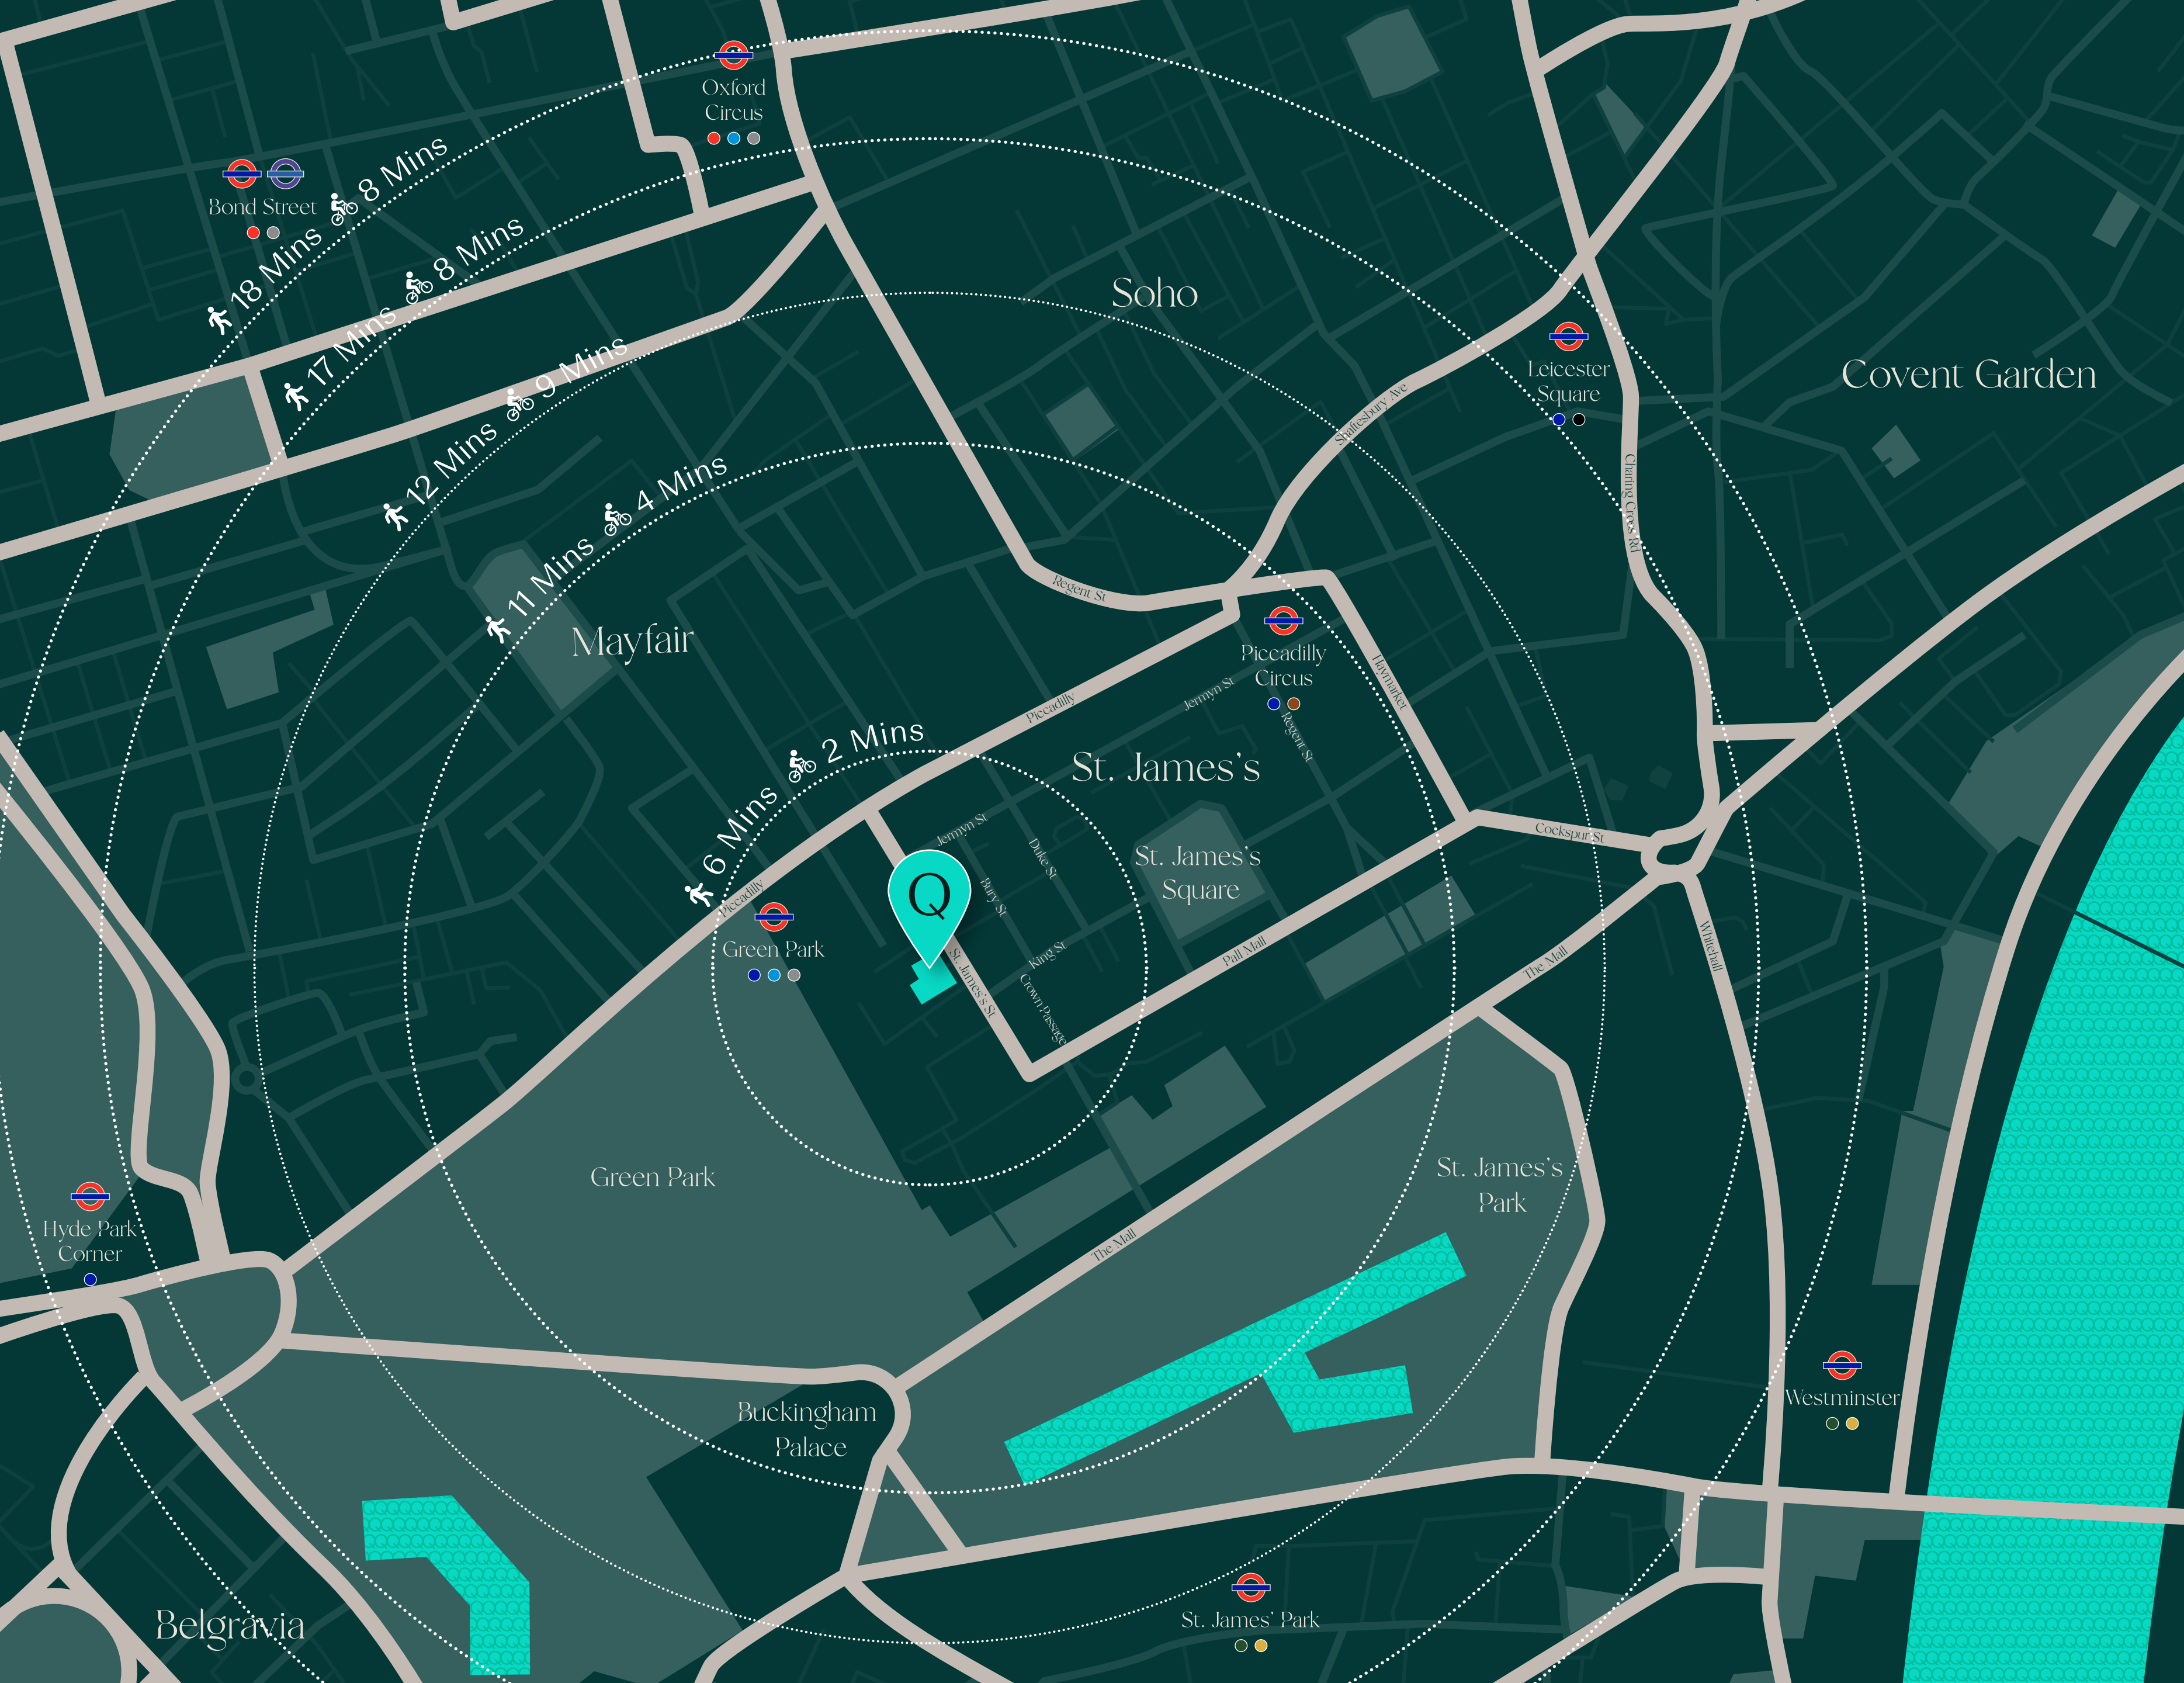 Oxford
Circus
Bond Street
8 Mins
18 Mins
8 Mins
17 Mins
Soho
9 Mins
12 Mins
Leicester
Square
Covent Garden
Shaftesbury Ave
4 Mins
11 Mins
Charing Cross Rd
Regent St
Mayfair
Piccadilly
Circus
Haymarket
Jermyn St
Piccadilly
Regent St
2 Mins
6 Mins
St. James's
Jermyn St
Cockspur St
Duke St
St. James's
Square
Q
Bury St
Piccadilly
Green Park
King St
Pall Mall
The Mall
Whitehall
St. James's St
Crown Passage
Green Park
St. James's
Park
Hyde Park
Corner
The Mall
Westminster
Buckingham
Palace
Belgravia
St. James' Park